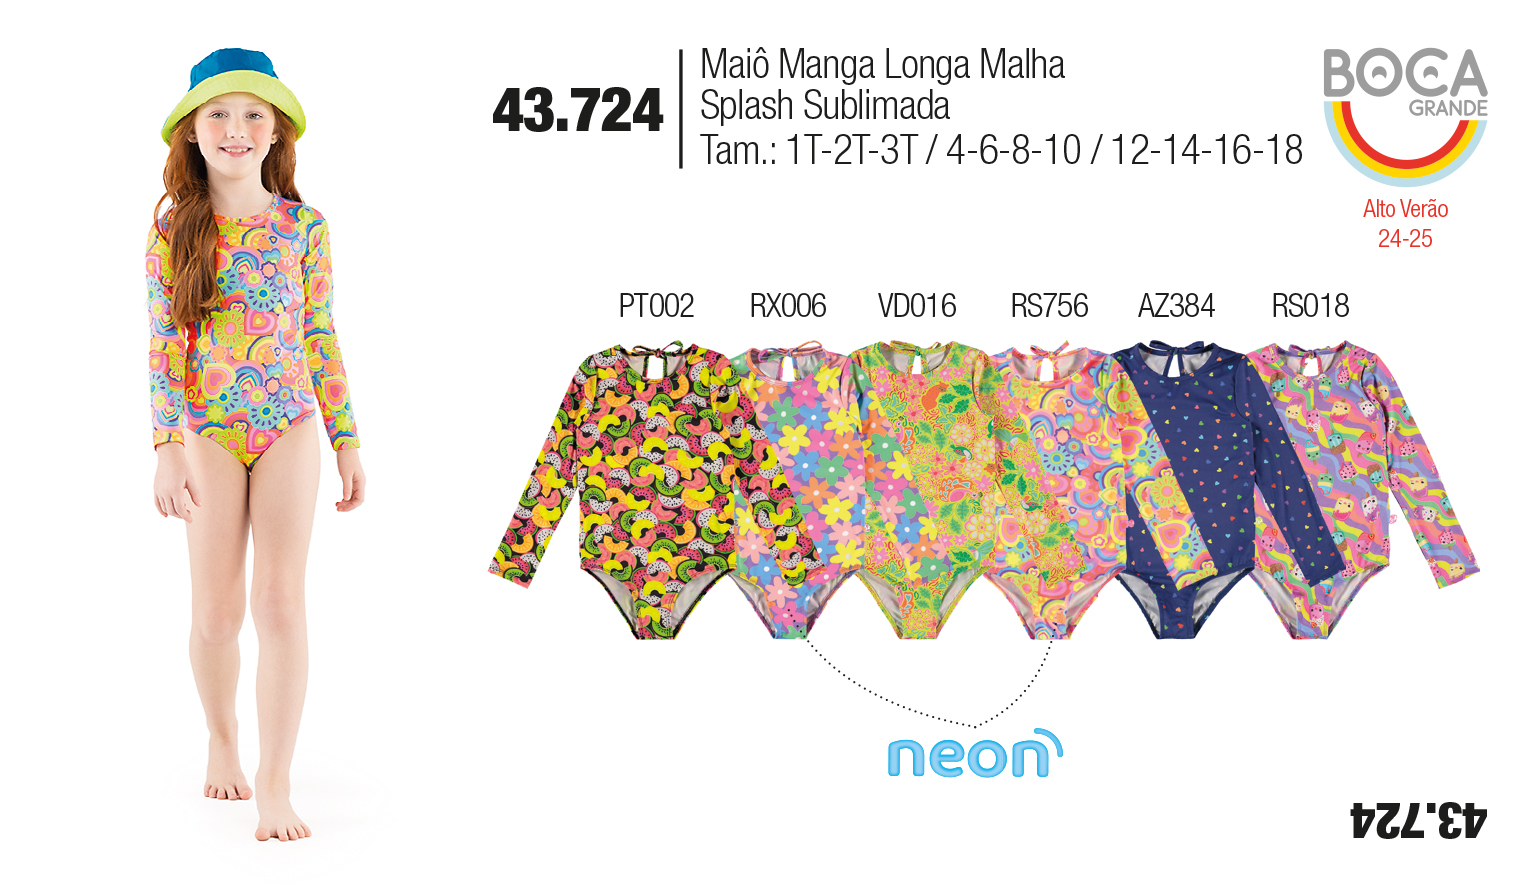 43.724
Maiô Manga Longa Malha
Splash Sublimada
Tam.: 1T-2T-3T / 4-6-8-10 / 12-14-16-18
BOCA
GRANDE
Alto Verão
24-25
PT002 RX006 VD016 RS756 AZ384 RS018
neon
43.724